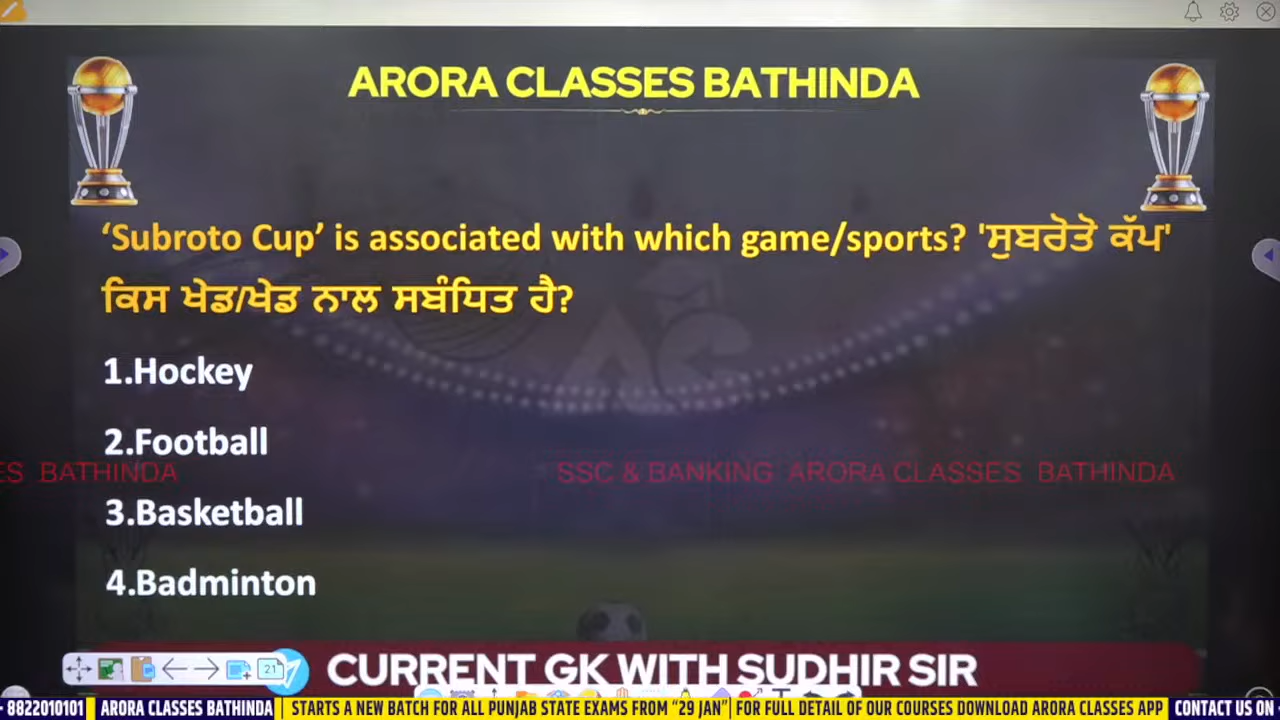 ARORA CLASSES BATHINDA
‘Subroto Cup’ is associated with which game/sports? 'ਸੁਬਰੋਤੋ ਕੱਪ'
ਕਿਸ ਖੇਡ/ਖੇਡ ਨਾਲ ਸਬੰਧਿਤ ਹੈ?
1.Hockey
2.Football
ES BATHINDA SSC & BANKING ARORA CLASSES BATHINDA
3.Basketball
4.Badminton
21
CURRENT GK WITH SUDHIR SIR
- 8822010101 ARORA CLASSES BATHINDA STARTS A NEW BATCH FOR ALL PUNJAB STATE EXAMS FROM “29 JAN”| FOR FULL DETAIL OF OUR COURSES DOWNLOAD ARORA CLASSES APP CONTACT US ON -